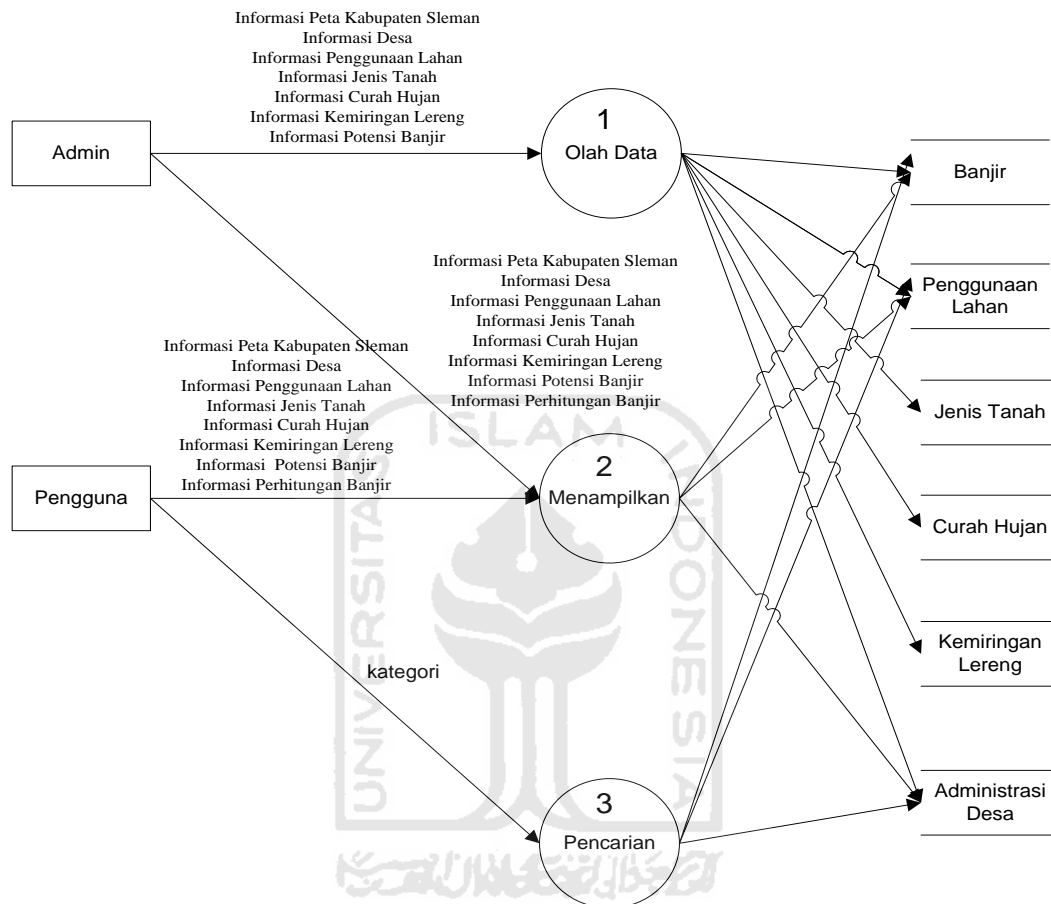 Informasi Peta Kabupaten Sleman
Informasi Desa
Informasi Penggunaan Lahan
Informasi Jenis Tanah
Informasi Curah Hujan
Informasi Kemiringan Lereng
Informasi Potensi Banjir
Admin
1
Olah Data
Banjir
Penggunaan
Lahan
Jenis Tanah
Curah Hujan
Kemiringan
Lereng
Administrasi
Desa
Informasi Peta Kabupaten Sleman
Informasi Desa
Informasi Penggunaan Lahan
Informasi Jenis Tanah
Informasi Curah Hujan
Informasi Kemiringan Lereng
Informasi Potensi Banjir
Informasi Perhitungan Banjir
Informasi Peta Kabupaten Sleman
Informasi Desa
Informasi Penggunaan Lahan
Informasi Jenis Tanah
Informasi Curah Hujan
Informasi Kemiringan Lereng
Informasi  Potensi Banjir
Informasi Perhitungan Banjir
Pengguna
2
Menampilkan
kategori
3
Pencarian
ISLAM
UNIVERSITAS
INDONESIA